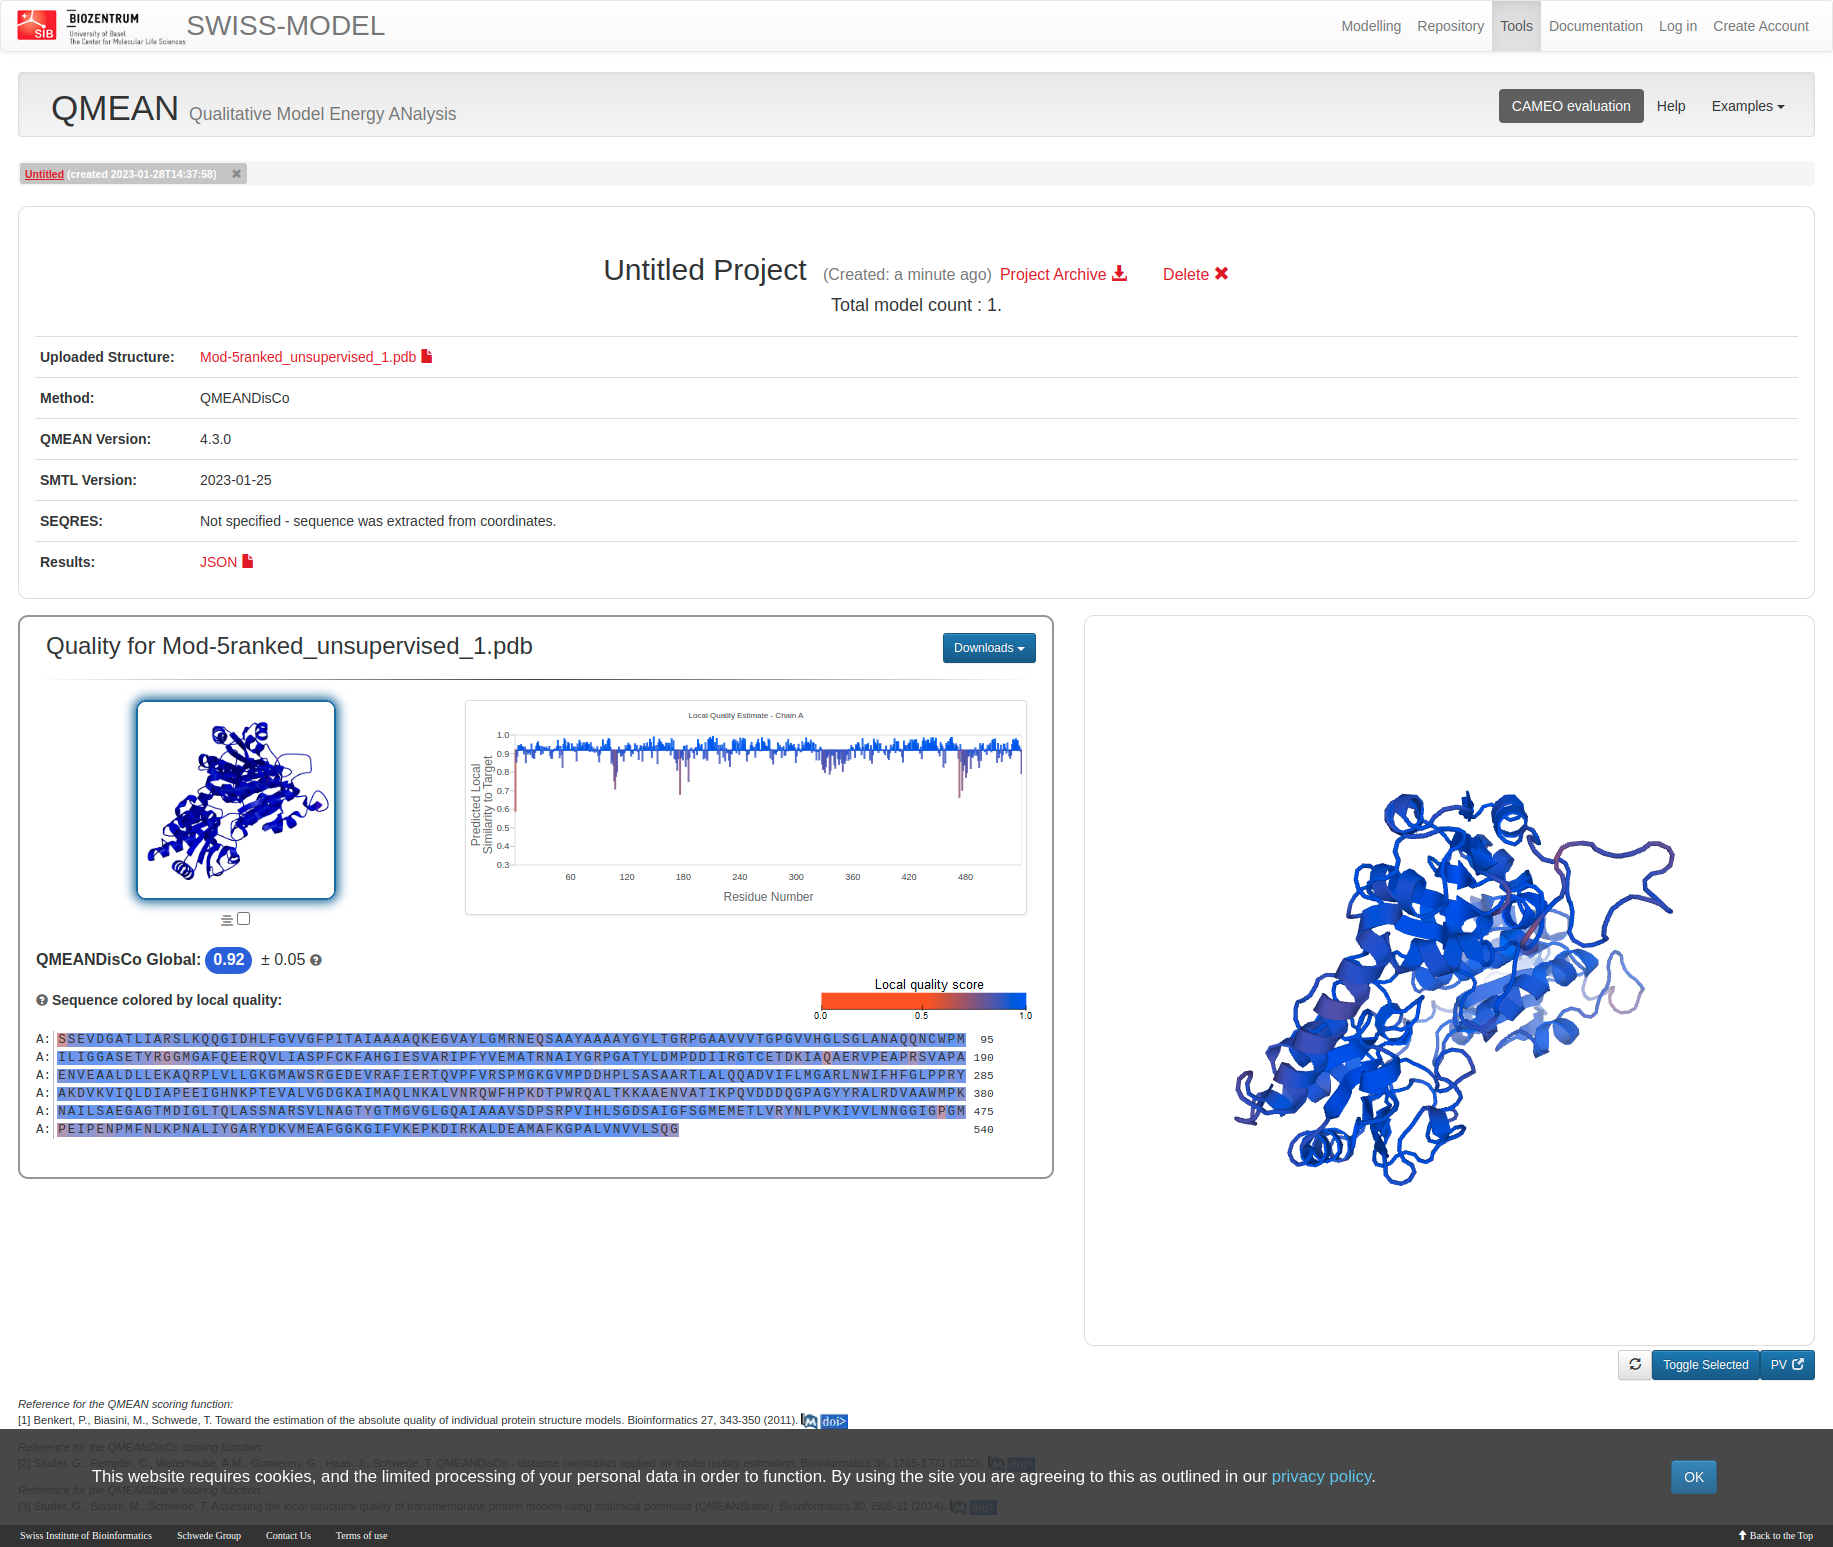 SIB
BIOZENTRUM
University of Basel
The Center for Molecular Life Sciences
SWISS-MODEL
Modelling Repository Tools Documentation Log in Create Account
QMEAN Qualitative Model Energy ANalysis
CAMEO evaluation Help Examples
Untitled (created 2023-01-28T14:37:58)
Untitled Project (Created: a minute ago) Project Archive Delete
Total model count : 1.
Uploaded Structure: Mod-5ranked_unsupervised_1.pdb
Method: QMEANDisCo
QMEAN Version: 4.3.0
SMTL Version: 2023-01-25
SEQRES: Not specified - sequence was extracted from coordinates.
Results: JSON
Quality for Mod-5ranked_unsupervised_1.pdb
Downloads
Local Quality Estimate - Chain A
Predicted Local
Similarity to Target
1.0
0.9
0.8
0.7
0.6
0.5
0.4
0.3
60 120 180 240 300 360 420 480
Residue Number
QMEANDisCo Global: 0.92 ± 0.05
Sequence colored by local quality:
Local quality score
0.0 0.5 1.0
A: SSEVDGATLIARSLKQQGIDHLFGVVGFPITAIAAAAQKEGVAYLGMRNEQSAAYAAAAYGYLTGRPGAAVVVTGPGVVHGLSGLANAQQNCWPM 95
A: ILIGGASETYRGGMGAFQEERQVLIASPFCKFAHGIESVARIPFYVEMATRNAIYGRPGATYLDMPDDIIRGTCETDKIAQAERVPEAPRSVAPA 190
A: ENVEAALDLLEKAQRPLVLLGKGMAWSRGEDEVRAFIERTQVPFVRSPMGKGVMPDDHPLSASAARTLALQQADVIFLMGARLNWIFHFGLPPRY 285
A: AKDVKVIQLDIAPEEIGHNKPTEVALVGDGKAIMAQLNKALVNRQWFHPKDTPWRQALTKKAAENVATIKPQVDDDQGPAGYYRALRDVAAWMPK 380
A: NAILSAEGAGTMDIGLTQLASSNARSVLNAGTYGTMGVGLGQAIAAAVSDPSRPVIHLSGDSAIGFSGMEMETLVRYNLPVKIVVLNNGGIGPGM 475
A: PEIPENPMFNLKPNALIYGARYDKVMEAFGGKGIFVKEPKDIRKALDEAMAFKGPALVNVVLSQG 540
Toggle Selected PV
Reference for the QMEAN scoring function:
[1] Benkert, P., Biasini, M., Schwede, T. Toward the estimation of the absolute quality of individual protein structure models. Bioinformatics 27, 343-350 (2011). M doi>
Reference for the QMEANDisCo scoring function:
[2] Studer, G., Rempfer, C., Waterhouse, A.M., Gumienny, G., Haas, J., Schwede, T. QMEANDisCo - distance constraints applied on model quality estimation. Bioinformatics 36, 1765-1771 (2020). M doi>
This website requires cookies, and the limited processing of your personal data in order to function. By using the site you are agreeing to this as outlined in our privacy policy. OK
Reference for the QMEANBrane scoring function:
[3] Studer, G., Biasini, M., Schwede, T. Assessing the local structural quality of transmembrane protein models using statistical potentials (QMEANBrane). Bioinformatics 30, i505-11 (2014). M doi>
Swiss Institute of Bioinformatics Schwede Group Contact Us Terms of use Back to the Top